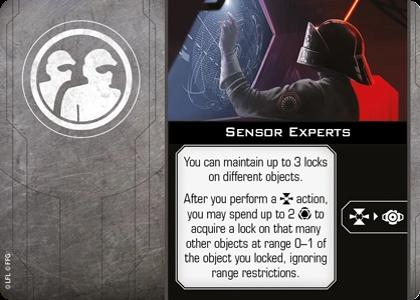 SENSOR EXPERTS
You can maintain up to 3 locks
on different objects.
After you perform a action,
you may spend up to 2 to
acquire a lock on that many
other objects at range 0–1 of
the object you locked, ignoring
range restrictions.
©LFL ©FFG